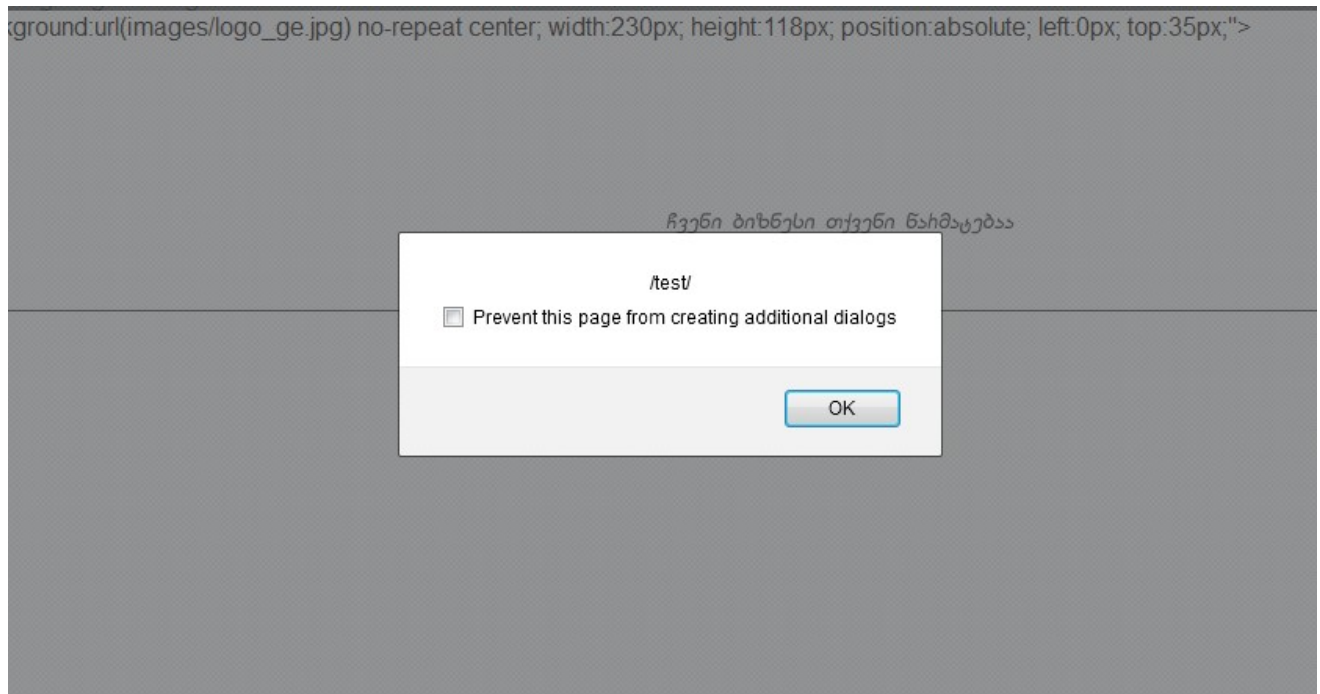 ground:url(images/logo_ge.jpg) no-repeat center; width:230px; height:118px; position:absolute; left:0px; top:35px;">
ჩვენი ბიზნესი თქვენი წარმატებაა
/test/
Prevent this page from creating additional dialogs
OK